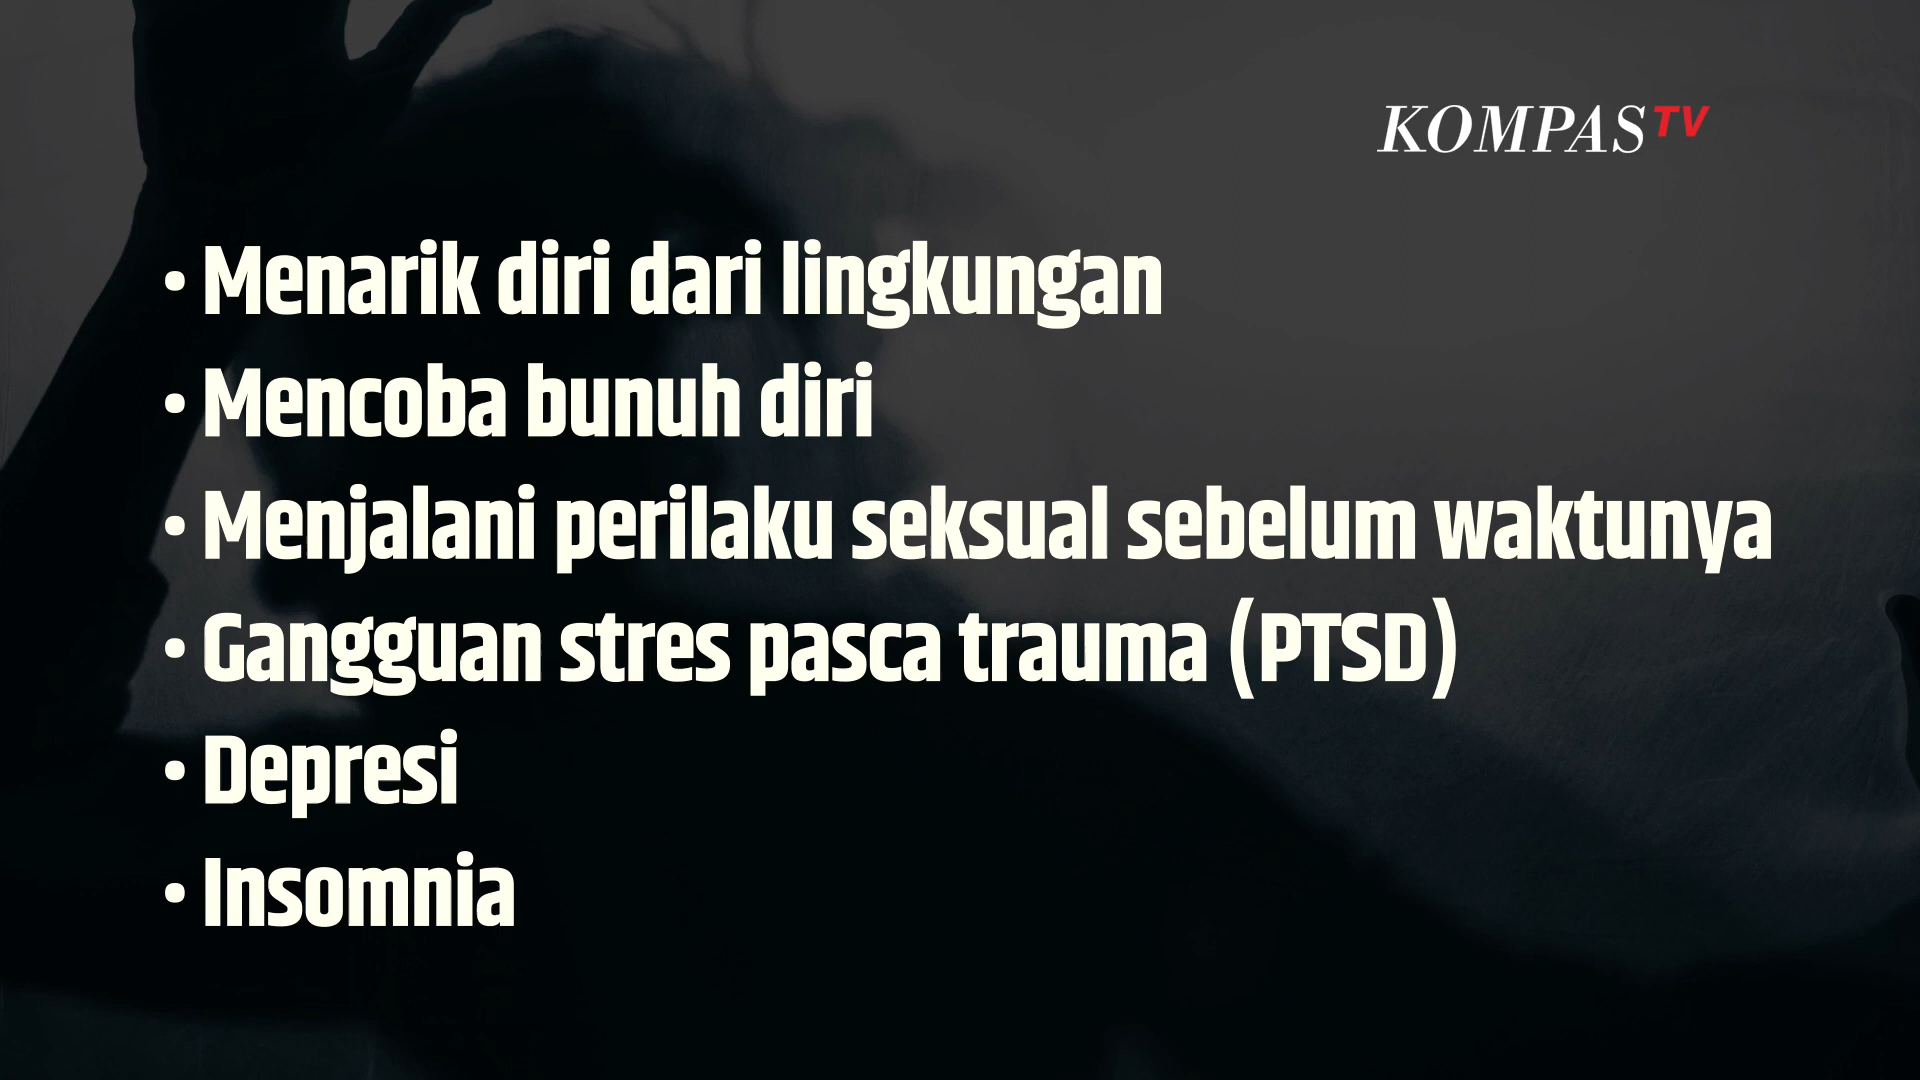 KOMPAS TV
• Menarik diri dari lingkungan
• Mencoba bunuh diri
• Menjalani perilaku seksual sebelum waktunya
• Gangguan stres pasca trauma (PTSD)
• Depresi
• Insomnia